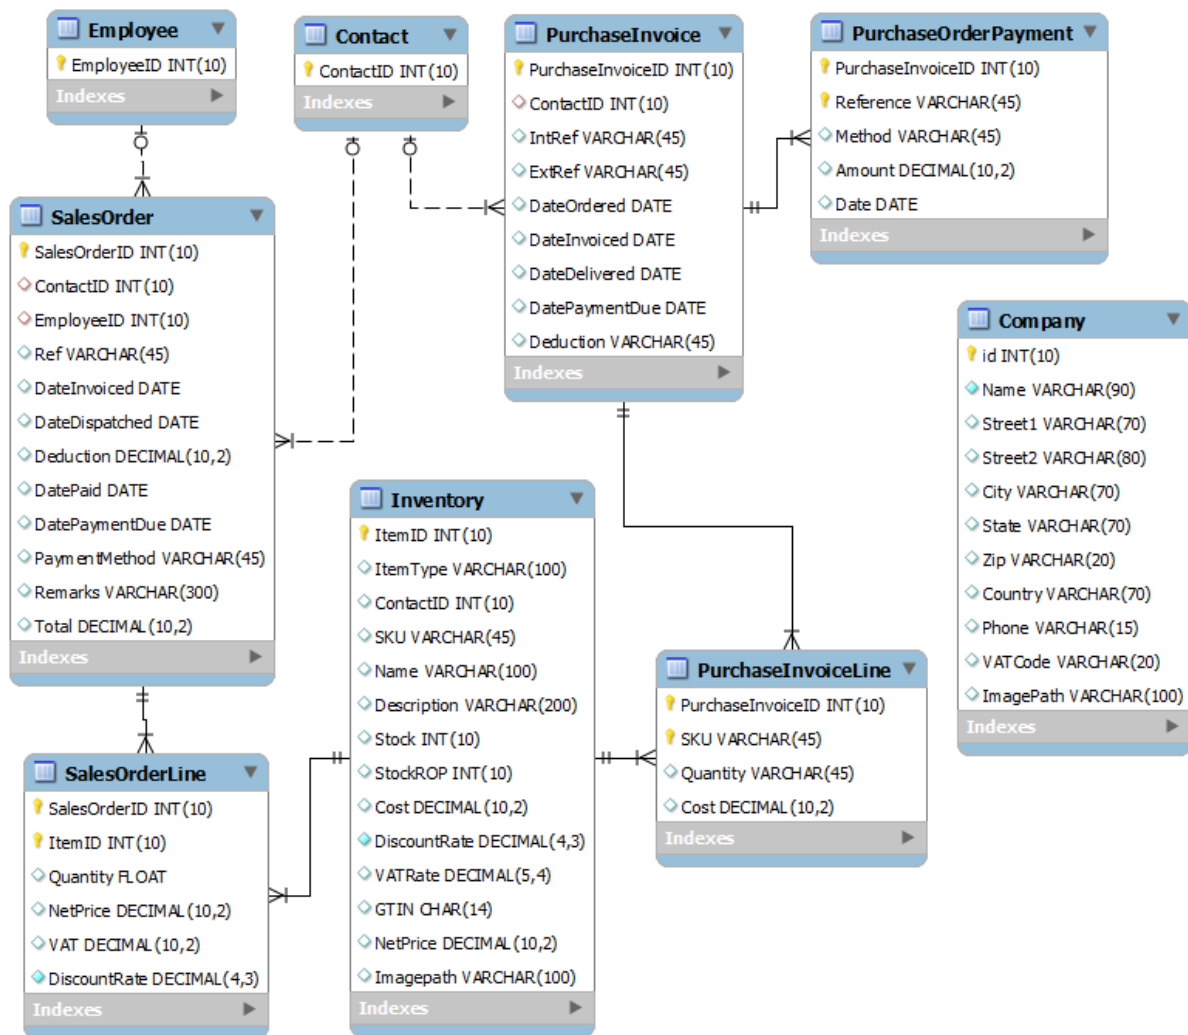 Employee
EmployeeID INT(10)
Indexes
Contact
ContactID INT(10)
Indexes
PurchaseInvoice
PurchaseInvoiceID INT(10)
ContactID INT(10)
IntRef VARCHAR(45)
ExtRef VARCHAR(45)
DateOrdered DATE
DateInvoiced DATE
DateDelivered DATE
DatePaymentDue DATE
Deduction VARCHAR(45)
Indexes
PurchaseOrderPayment
PurchaseInvoiceID INT(10)
Reference VARCHAR(45)
Method VARCHAR(45)
Amount DECIMAL(10,2)
Date DATE
Indexes
SalesOrder
SalesOrderID INT(10)
ContactID INT(10)
EmployeeID INT(10)
Ref VARCHAR(45)
DateInvoiced DATE
DateDispatched DATE
Deduction DECIMAL(10,2)
DatePaid DATE
DatePaymentDue DATE
PaymentMethod VARCHAR(45)
Remarks VARCHAR(300)
Total DECIMAL(10,2)
Indexes
Company
id INT(10)
Name VARCHAR(90)
Street1 VARCHAR(70)
Street2 VARCHAR(80)
City VARCHAR(70)
State VARCHAR(70)
Zip VARCHAR(20)
Country VARCHAR(70)
Phone VARCHAR(15)
VATCode VARCHAR(20)
ImagePath VARCHAR(100)
Indexes
Inventory
ItemID INT(10)
ItemType VARCHAR(100)
ContactID INT(10)
SKU VARCHAR(45)
Name VARCHAR(100)
Description VARCHAR(200)
Stock INT(10)
StockROP INT(10)
Cost DECIMAL(10,2)
DiscountRate DECIMAL(4,3)
VATRate DECIMAL(5,4)
GTIN CHAR(14)
NetPrice DECIMAL(10,2)
Imagepath VARCHAR(100)
Indexes
PurchaseInvoiceLine
PurchaseInvoiceID INT(10)
SKU VARCHAR(45)
Quantity VARCHAR(45)
Cost DECIMAL(10,2)
Indexes
SalesOrderLine
SalesOrderID INT(10)
ItemID INT(10)
Quantity FLOAT
NetPrice DECIMAL(10,2)
VAT DECIMAL(10,2)
DiscountRate DECIMAL(4,3)
Indexes